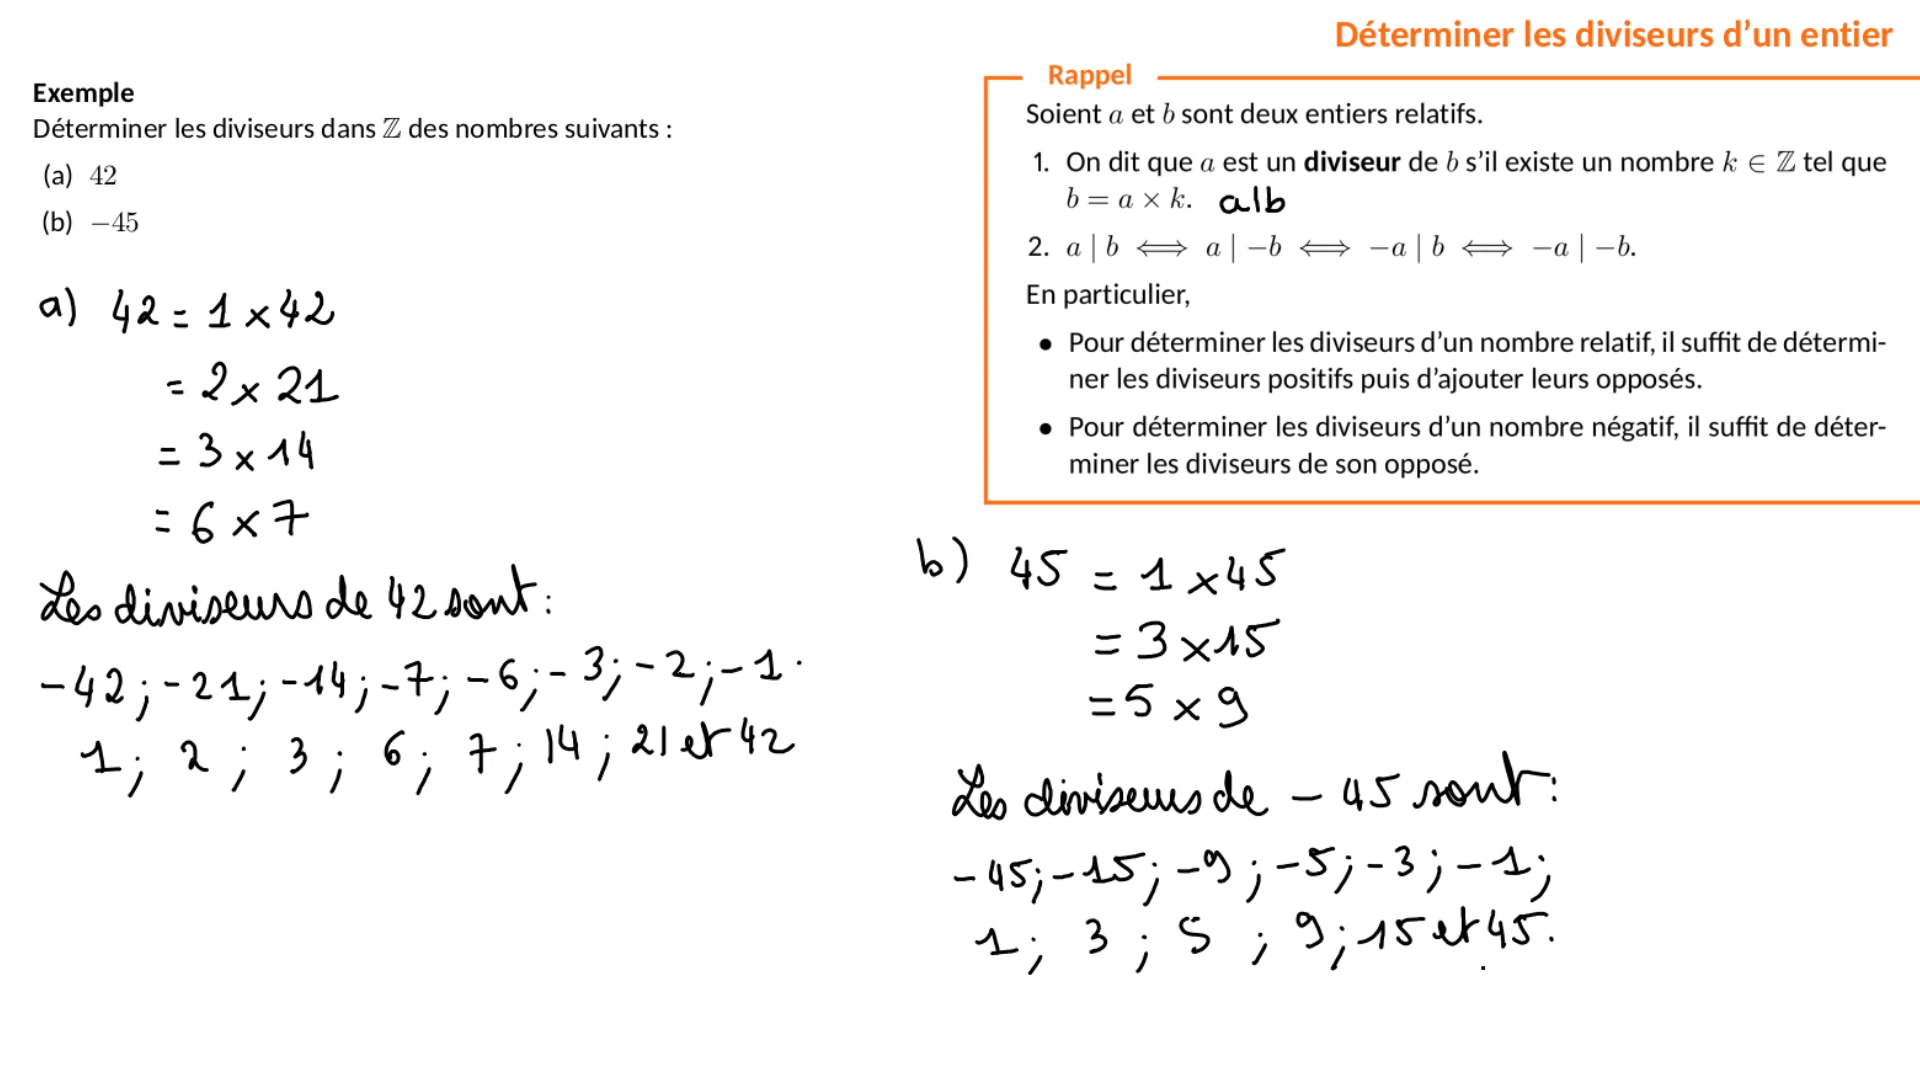 Déterminer les diviseurs d’un entier
Exemple
Déterminer les diviseurs dans ℤ des nombres suivants :
(a) 42
(b) −45
Rappel
Soient a et b sont deux entiers relatifs.
1. On dit que a est un diviseur de b s’il existe un nombre k ∈ ℤ tel que
b = a × k. a|b
2. a | b ⟺ a | −b ⟺ −a | b ⟺ −a | −b.
En particulier,
• Pour déterminer les diviseurs d’un nombre relatif, il suffit de détermi-
ner les diviseurs positifs puis d’ajouter leurs opposés.
• Pour déterminer les diviseurs d’un nombre négatif, il suffit de déter-
miner les diviseurs de son opposé.
a) 42 = 1 × 42
= 2 × 21
= 3 × 14
= 6 × 7
Les diviseurs de 42 sont :
-42 ; -21 ; -14 ; -7 ; -6 ; -3 ; -2 ; -1 .
1 ; 2 ; 3 ; 6 ; 7 ; 14 ; 21 et 42
b) 45 = 1 × 45
= 3 × 15
= 5 × 9
Les diviseurs de - 45 sont :
-45 ; -15 ; -9 ; -5 ; -3 ; -1 ;
1 ; 3 ; 5 ; 9 ; 15 et 45.